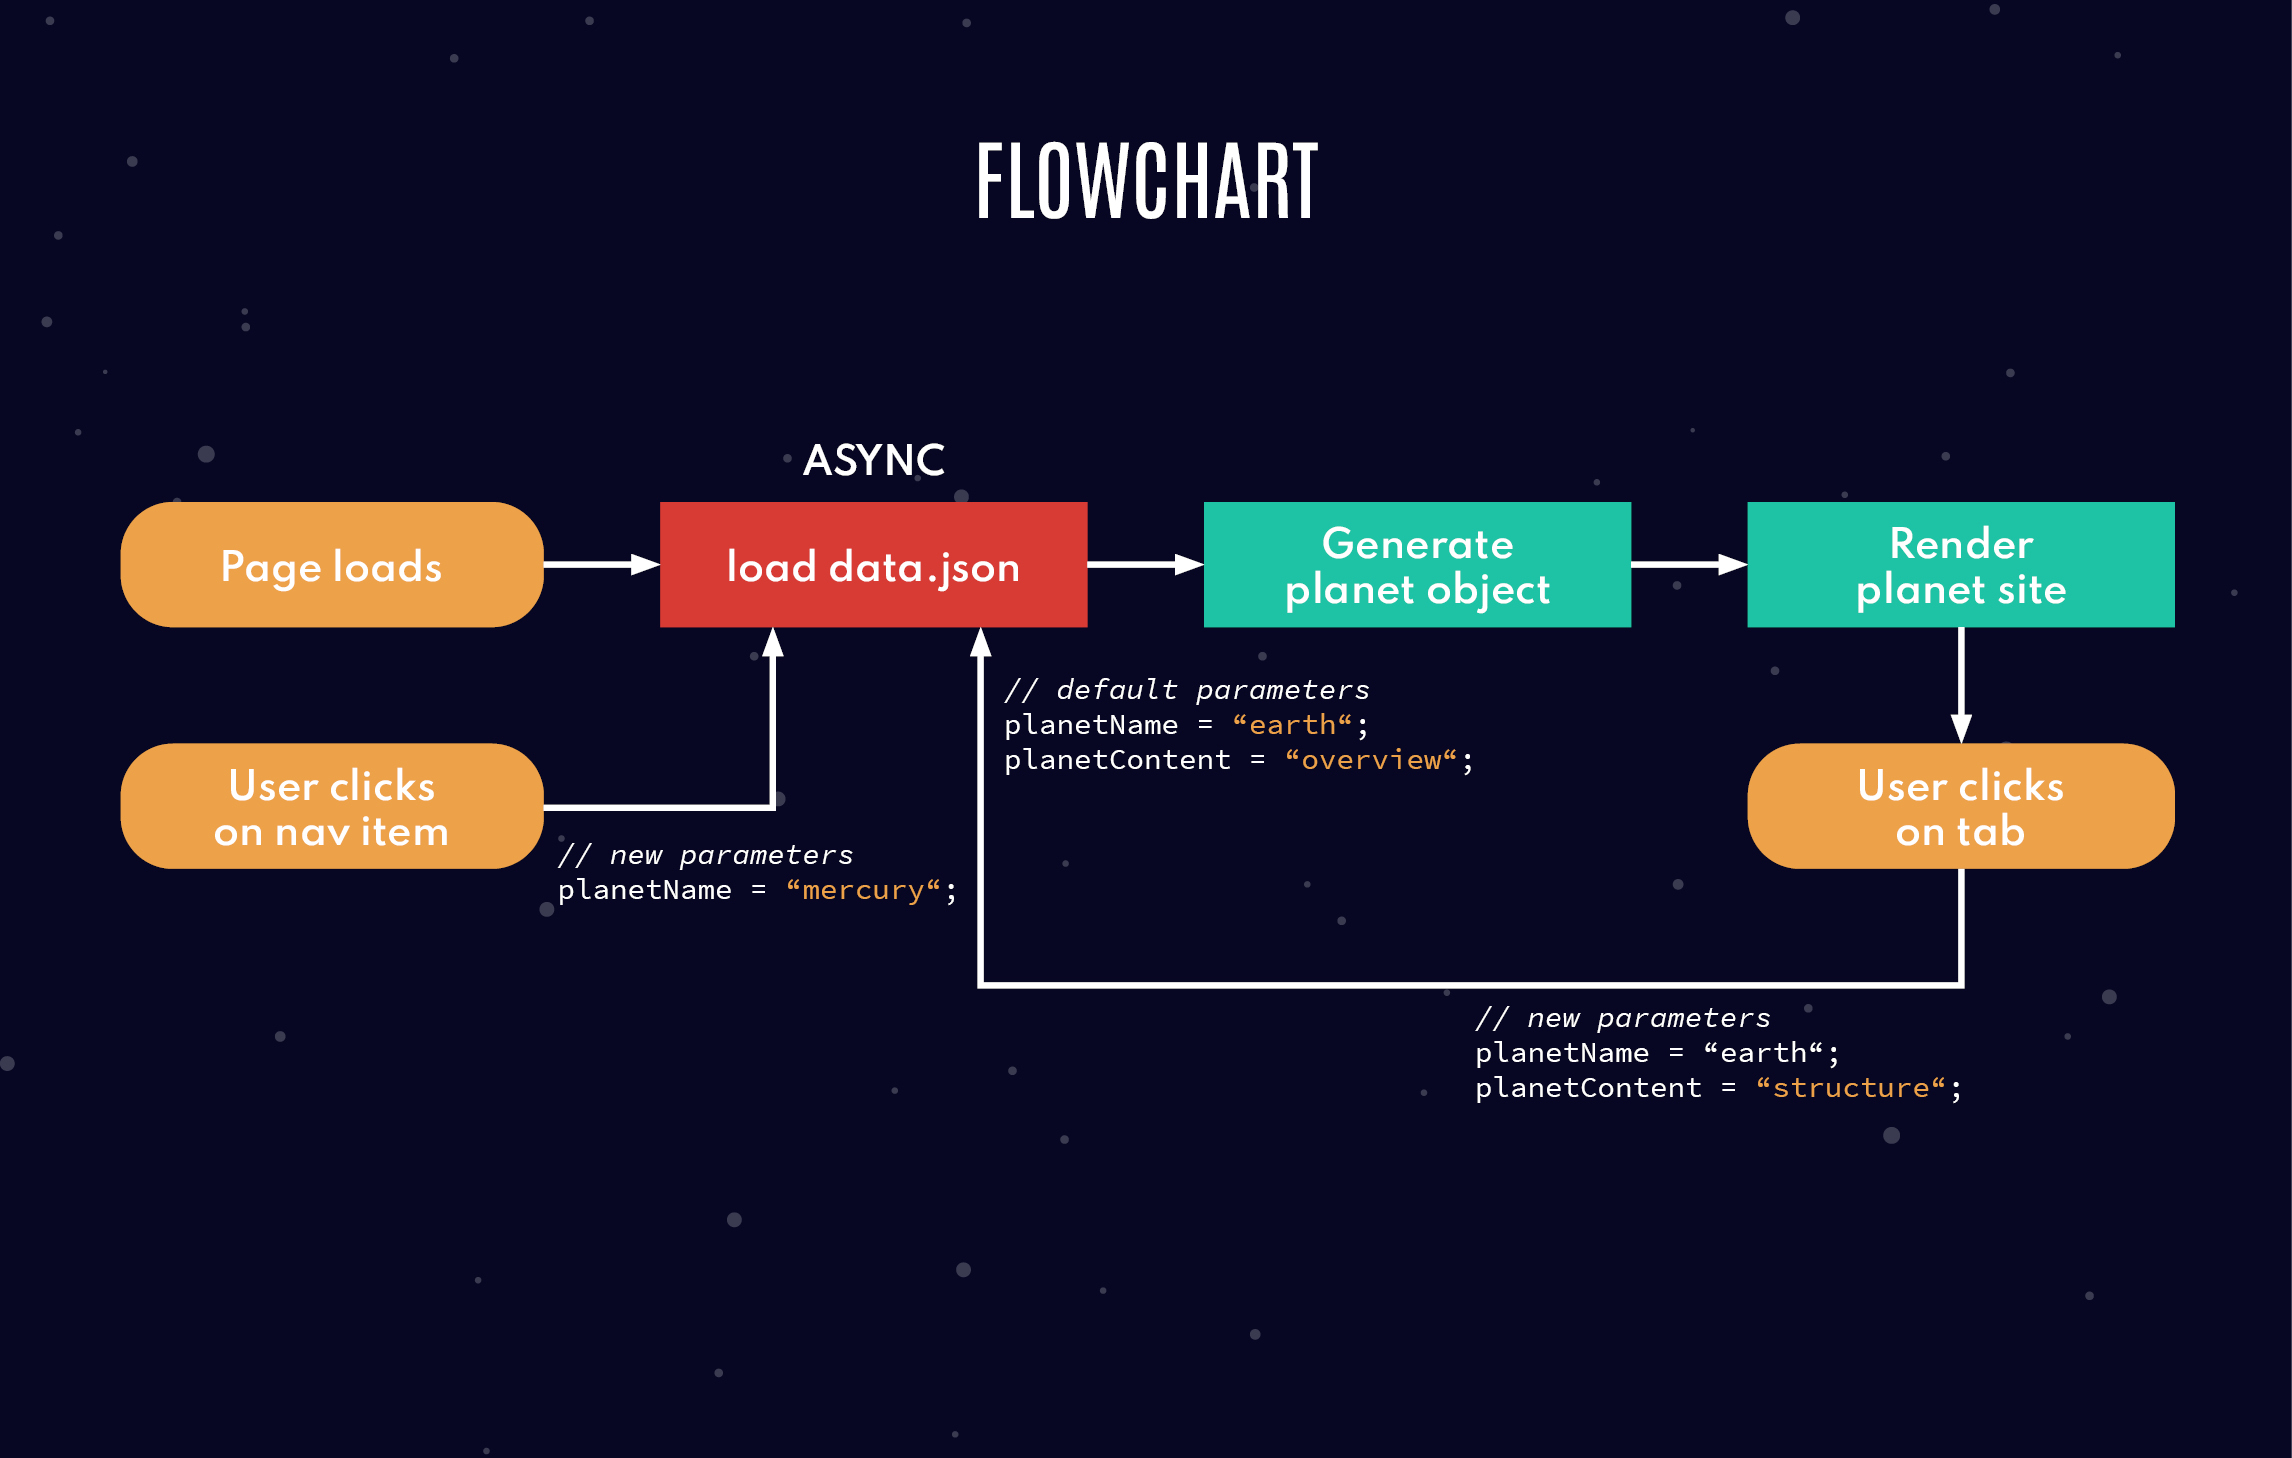 FLOWCHART
ASYNC
Page loads
load data.json
Generate
planet object
Render
planet site
// default parameters
planetName = “earth“;
planetContent = “overview“;
User clicks
on nav item
User clicks
on tab
// new parameters
planetName = “mercury“;
// new parameters
planetName = “earth“;
planetContent = “structure“;